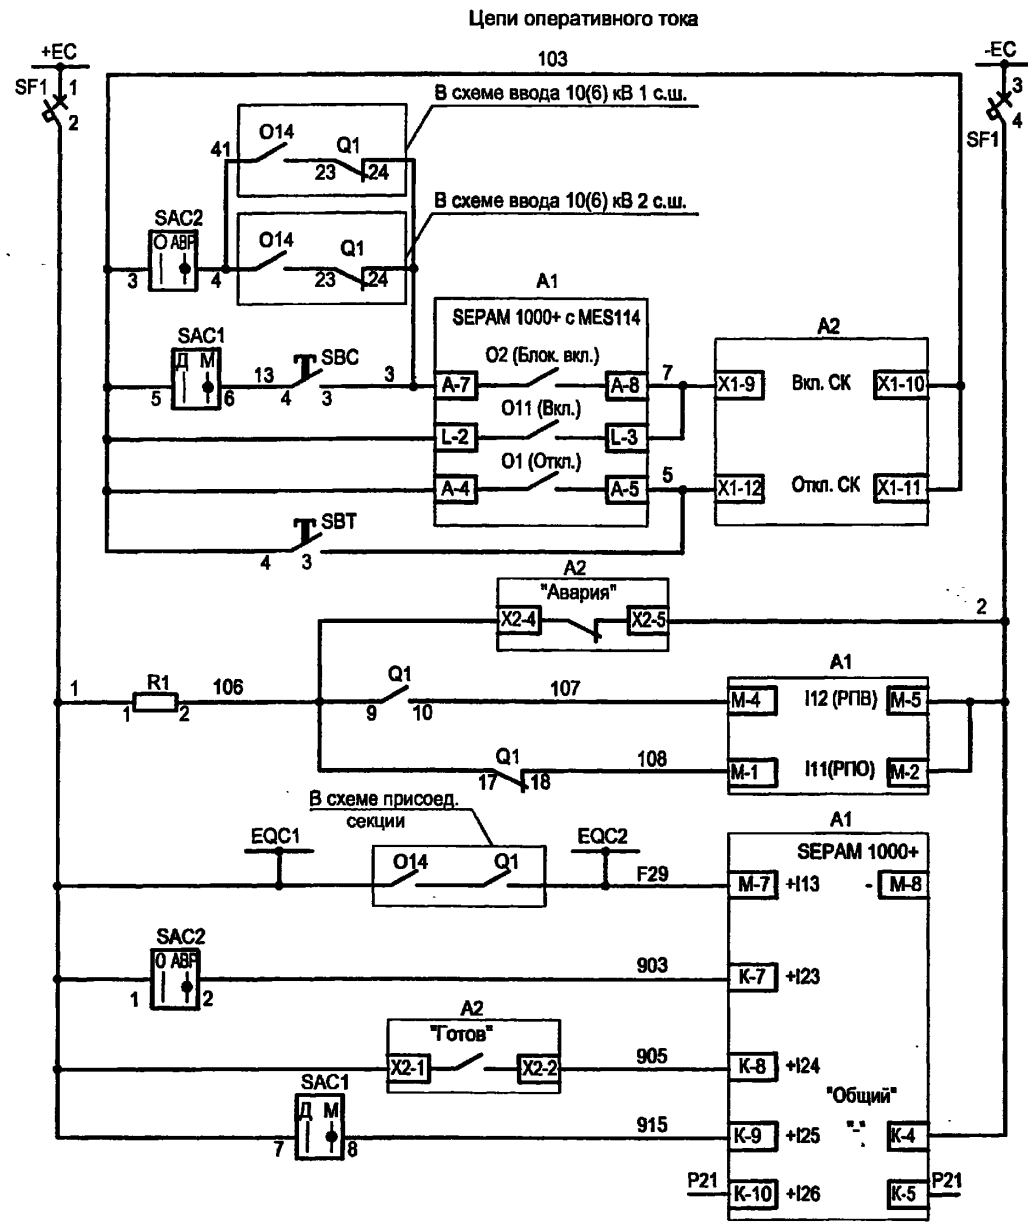 Цепи оперативного тока
+EC
103
-EC
SF1
1
2
3
4
SF1
В схеме ввода 10(6) кВ 1 с.ш.
41
O14
Q1
23
24
В схеме ввода 10(6) кВ 2 с.ш.
SAC2
О АВР
3
4
O14
Q1
23
24
A1
SEPAM 1000+ с MES114
A2
SAC1
Д М
5
6
13
SBC
4
3
3
O2 (Блок. вкл.)
A-7
A-8
7
X1-9
Вкл. СК
X1-10
O11 (Вкл.)
L-2
L-3
O1 (Откл.)
A-4
A-5
5
X1-12
Откл. СК
X1-11
SBT
4
3
A2
"Авария"
X2-4
X2-5
2
1
R1
1
2
106
Q1
9
10
107
A1
M-4
I12 (РПВ)
M-5
Q1
17
18
108
M-1
I11(РПО)
M-2
В схеме присоед.
секции
A1
EQC1
O14
Q1
EQC2
SEPAM 1000+
F29
M-7
+I13
-
M-8
SAC2
О АВР
1
2
903
K-7
+I23
A2
"Готов"
X2-1
X2-2
905
K-8
+I24
SAC1
Д М
7
8
"Общий"
915
K-9
+I25
"-"
K-4
P21
K-10
+I26
K-5
P21